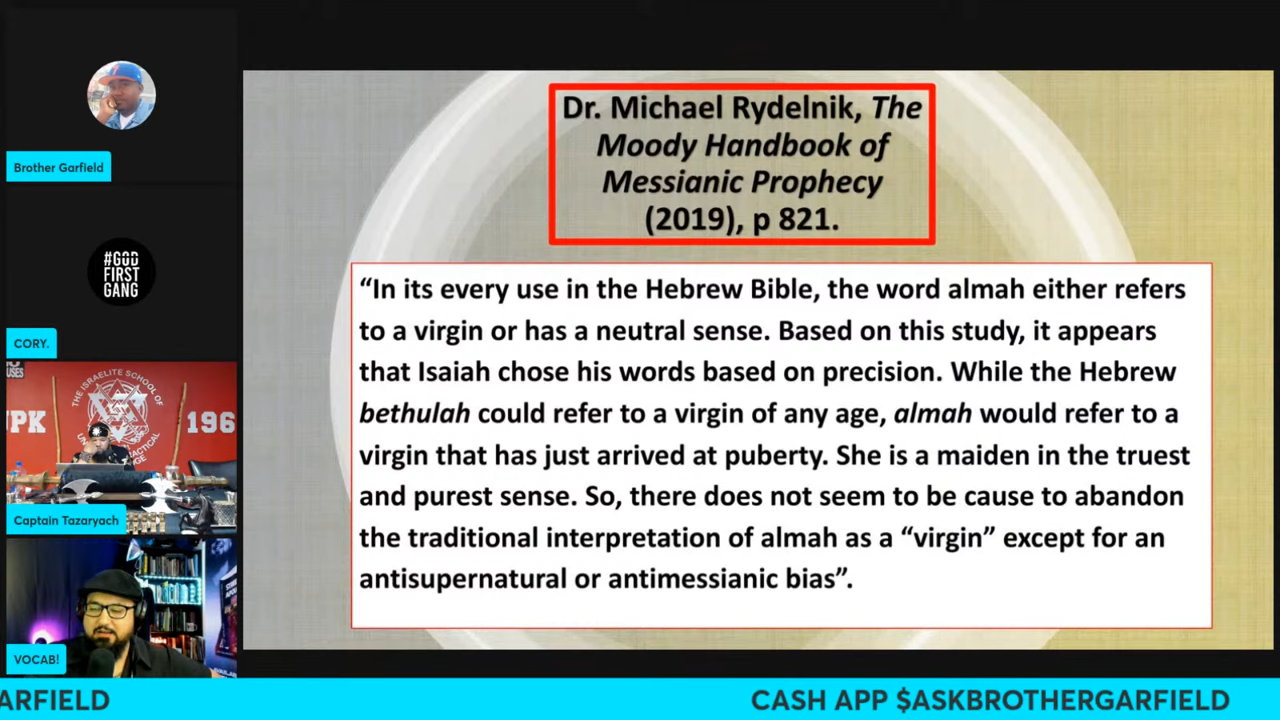 #GOD
FIRST
GANG
Brother Garfield
CORY.
THE ISRAELITE SCHOOL OF
UPK
196
Captain Tazaryach
VOCAB!
Dr. Michael Rydelnik, The
Moody Handbook of
Messianic Prophecy
(2019), p 821.
“In its every use in the Hebrew Bible, the word almah either refers
to a virgin or has a neutral sense. Based on this study, it appears
that Isaiah chose his words based on precision. While the Hebrew
bethulah could refer to a virgin of any age, almah would refer to a
virgin that has just arrived at puberty. She is a maiden in the truest
and purest sense. So, there does not seem to be cause to abandon
the traditional interpretation of almah as a “virgin” except for an
antisupernatural or antimessianic bias”.
ARFIELD
CASH APP $ASKBROTHERGARFIELD